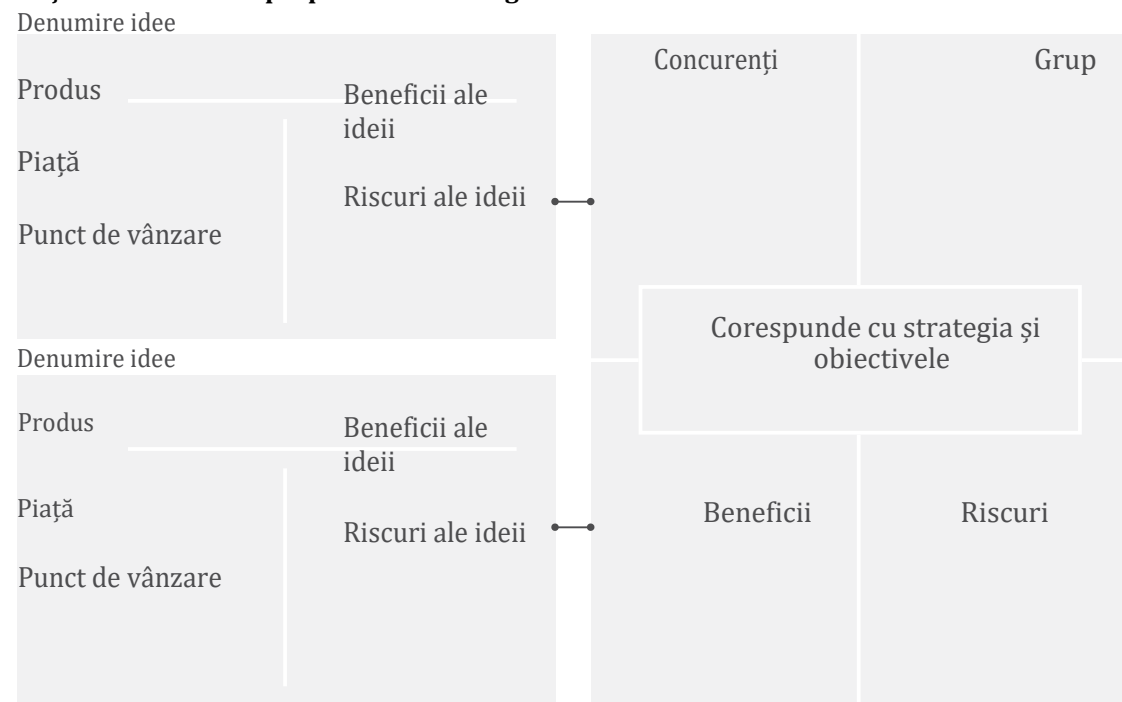 Denumire idee
Produs
Beneficii ale
ideii
Piață
Riscuri ale ideii
Punct de vânzare
Denumire idee
Produs
Beneficii ale
ideii
Piață
Riscuri ale ideii
Punct de vânzare
Concurenți
Grup
Corespunde cu strategia și
obiectivele
Beneficii
Riscuri